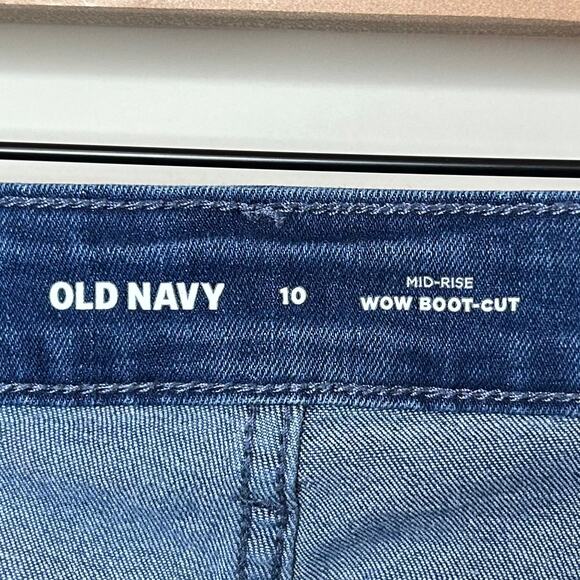 OLD NAVY
10
MID-RISE
WOW BOOT-CUT